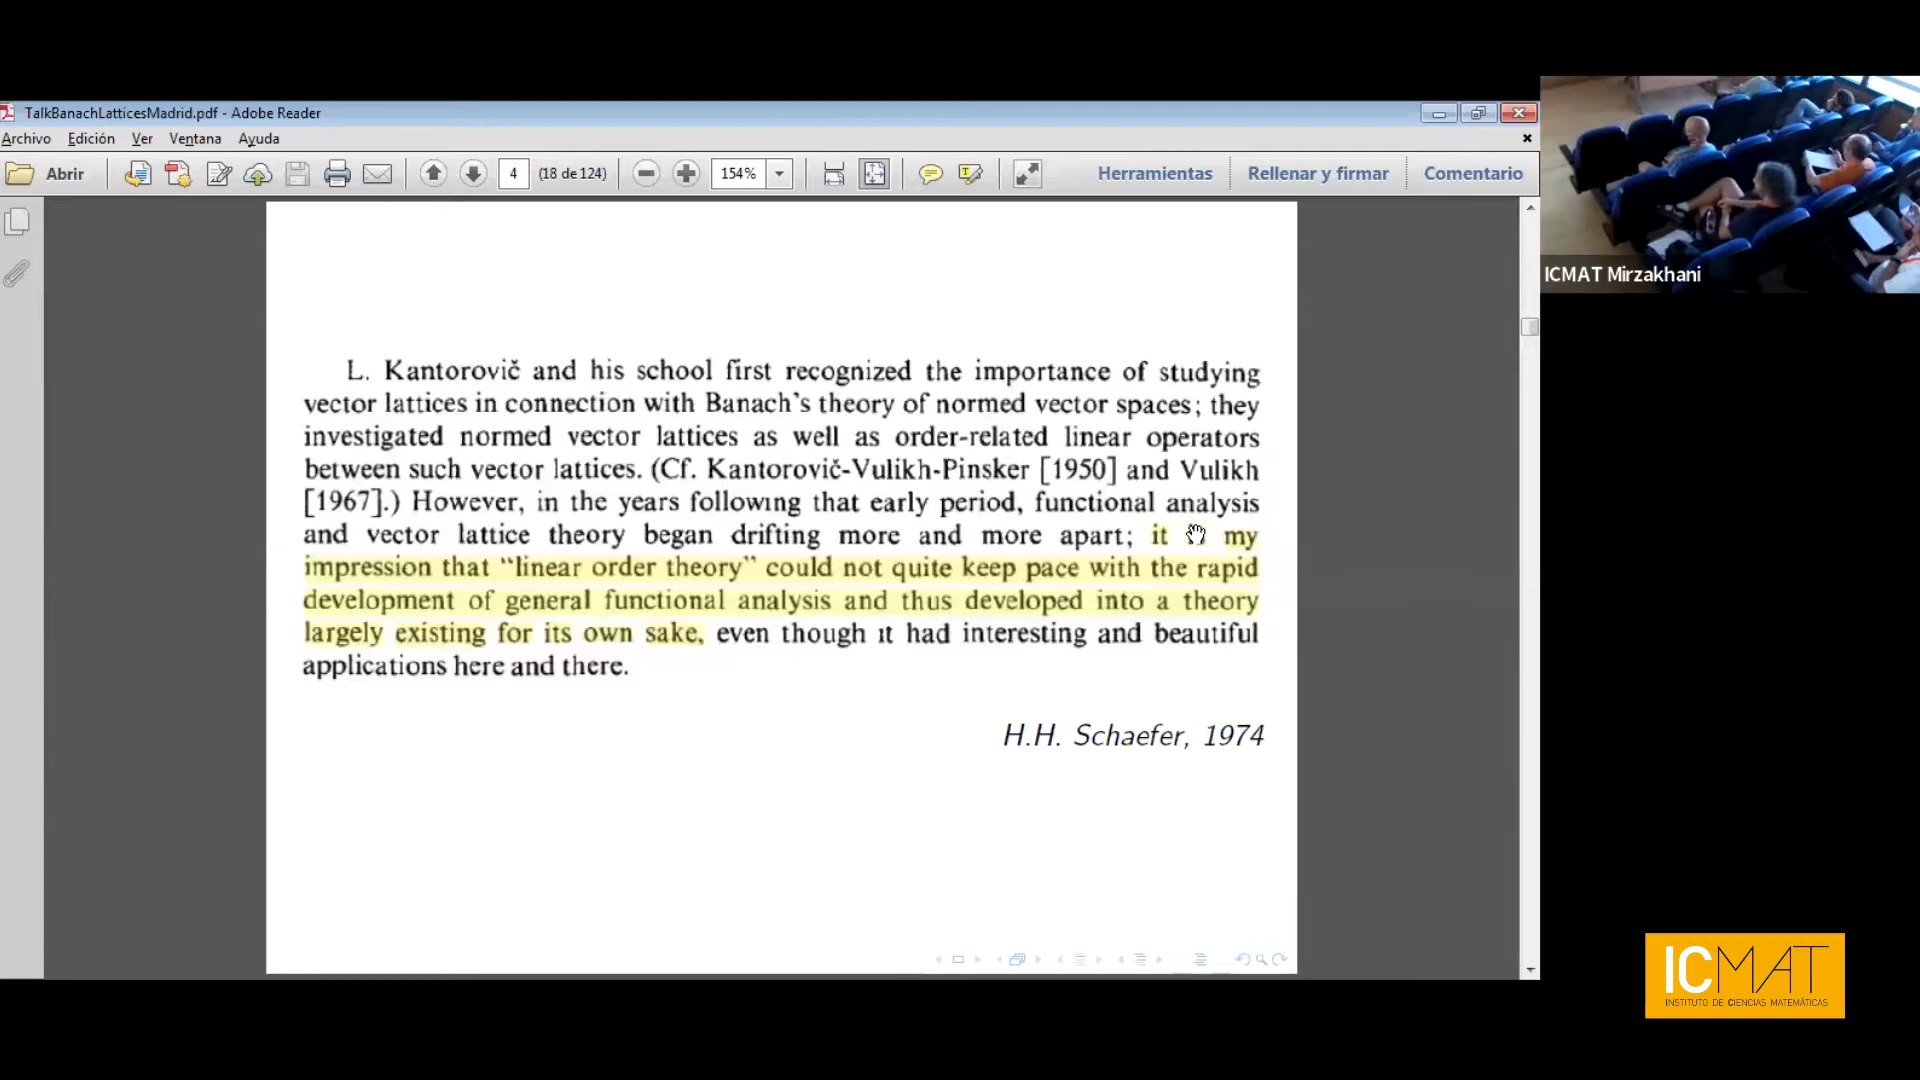 TalkBanachLatticesMadrid.pdf - Adobe Reader
Archivo Edición Ver Ventana Ayuda
Abrir 4 (18 de 124) 154% Herramientas Rellenar y firmar Comentario
ICMAT Mirzakhani
L. Kantorovič and his school first recognized the importance of studying
vector lattices in connection with Banach's theory of normed vector spaces; they
investigated normed vector lattices as well as order-related linear operators
between such vector lattices. (Cf. Kantorovič-Vulikh-Pinsker [1950] and Vulikh
[1967].) However, in the years following that early period, functional analysis
and vector lattice theory began drifting more and more apart; it my
impression that "linear order theory" could not quite keep pace with the rapid
development of general functional analysis and thus developed into a theory
largely existing for its own sake, even though it had interesting and beautiful
applications here and there.
H.H. Schaefer, 1974
ICMAT
INSTITUTO DE CIENCIAS MATEMÁTICAS